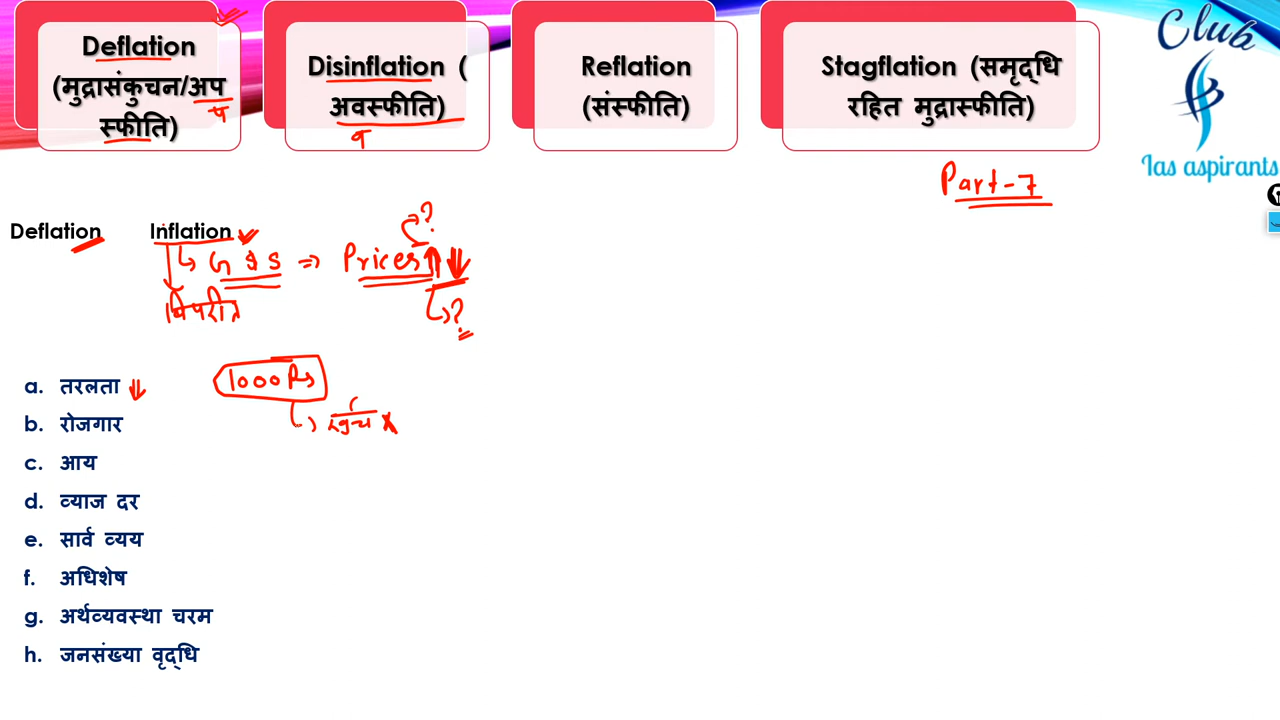 Deflation
(मुद्रासंकुचन/अप
स्फीति)
प
Disinflation (
अवस्फीति)
व
Reflation
(संस्फीति)
Stagflation (समृद्धि
रहित मुद्रास्फीति)
Club
Ias aspirants
Part-7
Deflation Inflation
G & S ⇒ Prices ↑ ↓
?
विपरीत
?
a. तरलता ↓
1000 Rs
b. रोजगार
c. आय
d. ब्याज दर
e. सार्व व्यय
f. अधिशेष
g. अर्थव्यवस्था चरम
h. जनसंख्या वृद्धि